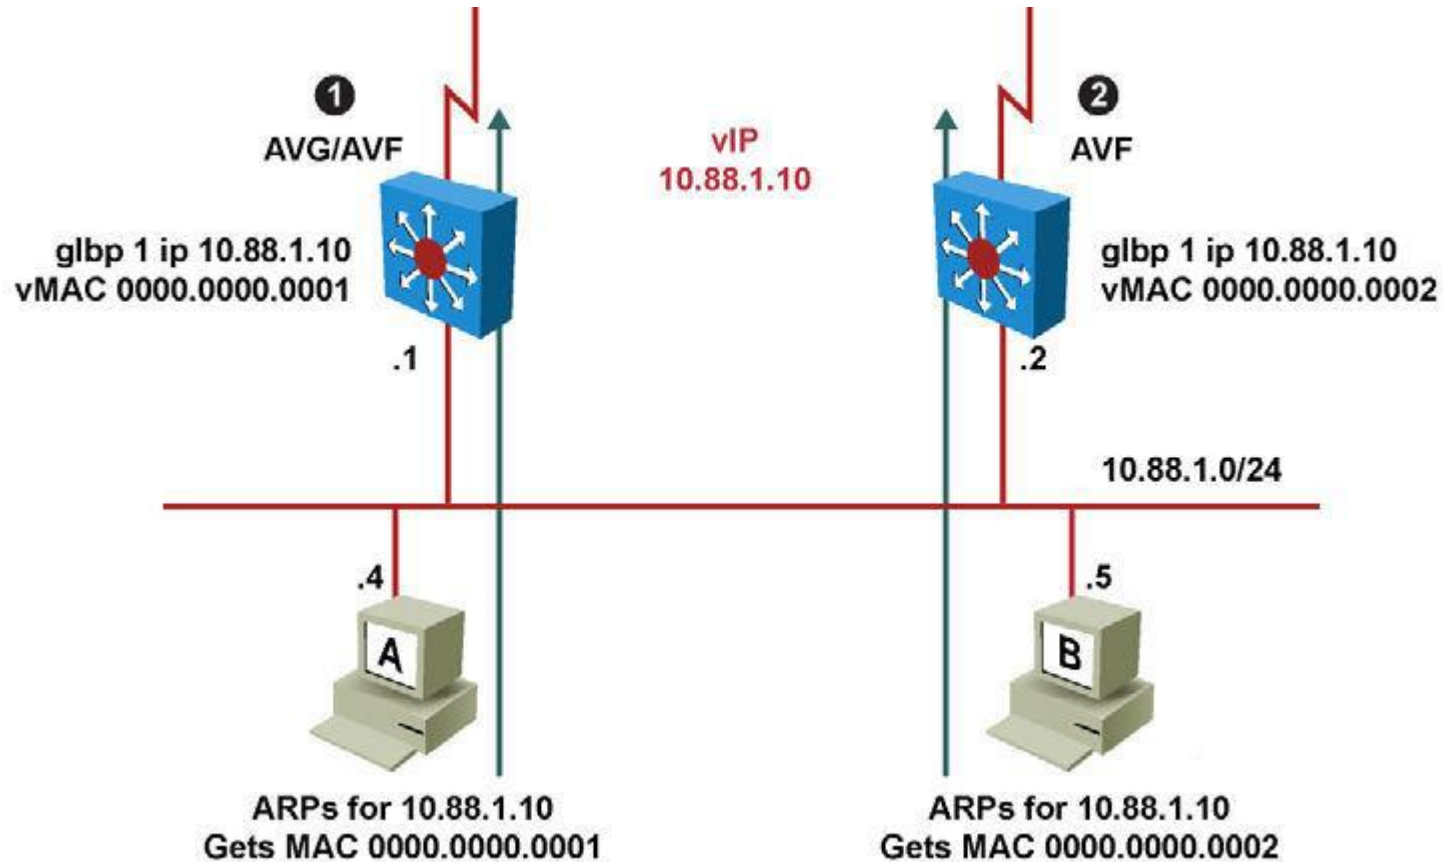 1
AVG/AVF
glbp 1 ip 10.88.1.10
vMAC 0000.0000.0001
.1
vIP
10.88.1.10
2
AVF
glbp 1 ip 10.88.1.10
vMAC 0000.0000.0002
.2
10.88.1.0/24
.4
A
ARPs for 10.88.1.10
Gets MAC 0000.0000.0001
.5
B
ARPs for 10.88.1.10
Gets MAC 0000.0000.0002